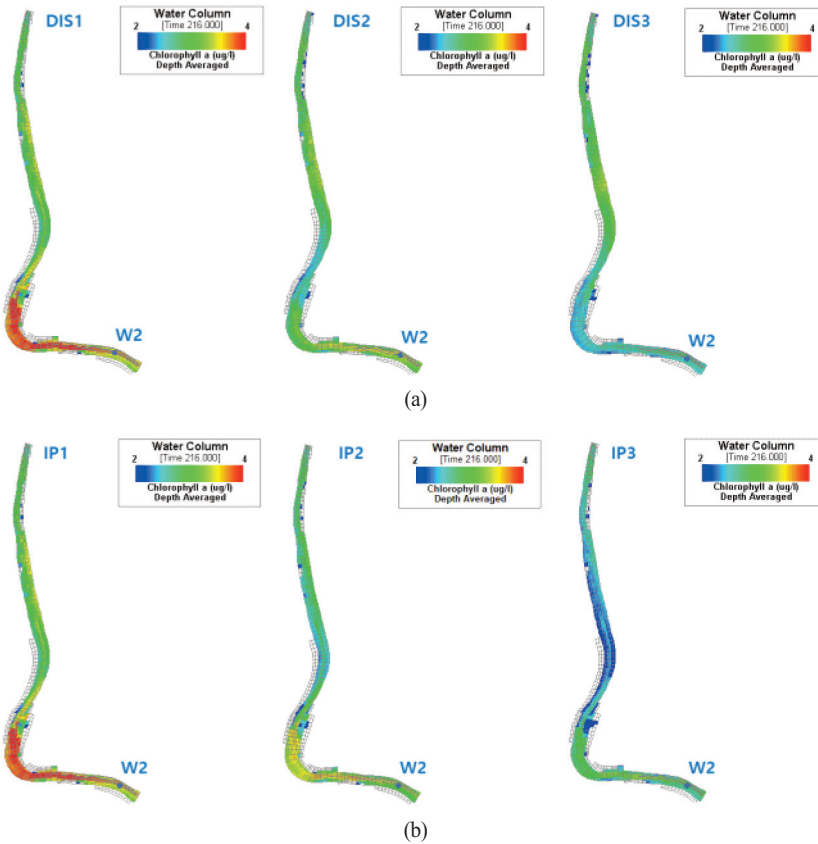 DIS1
Water Column
[Time 216.000]
2 4
Chlorophyll a (ug/l)
Depth Averaged
DIS2
Water Column
[Time 216.000]
2 4
Chlorophyll a (ug/l)
Depth Averaged
DIS3
Water Column
[Time 216.000]
2 4
Chlorophyll a (ug/l)
Depth Averaged
W2
W2
W2
(a)
IP1
Water Column
[Time 216.000]
2 4
Chlorophyll a (ug/l)
Depth Averaged
IP2
Water Column
[Time 216.000]
2 4
Chlorophyll a (ug/l)
Depth Averaged
IP3
Water Column
[Time 216.000]
2 4
Chlorophyll a (ug/l)
Depth Averaged
W2
W2
W2
(b)